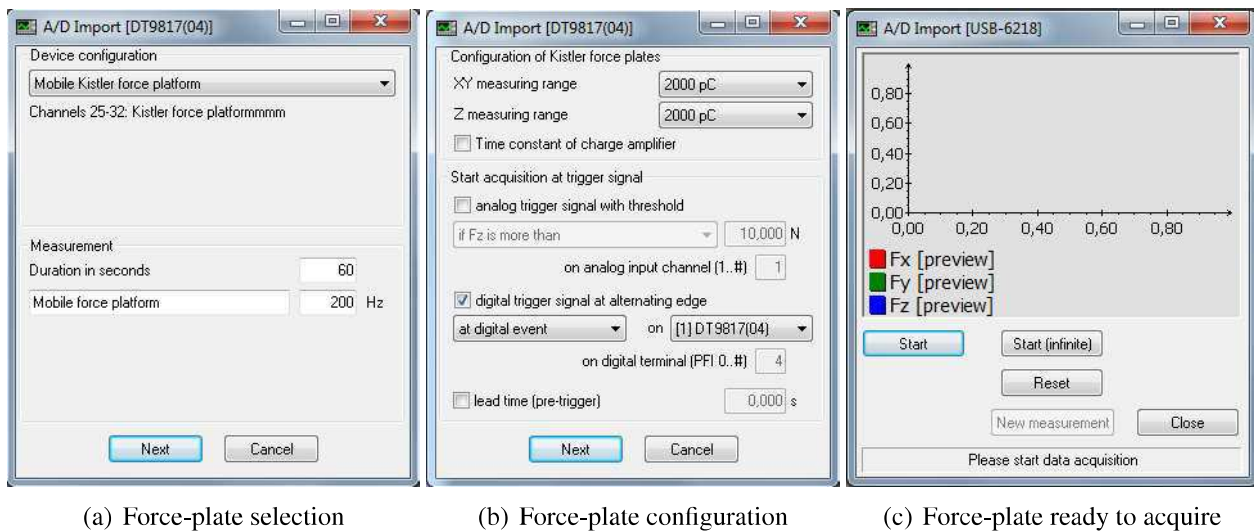 A/D Import [DT9817(04)]
Device configuration
Mobile Kistler force platform
Channels 25-32: Kistler force platformmmm
Measurement
Duration in seconds 60
Mobile force platform 200 Hz
Next Cancel
(a) Force-plate selection
A/D Import [DT9817(04)]
Configuration of Kistler force plates
XY measuring range 2000 pC
Z measuring range 2000 pC
Time constant of charge amplifier
Start acquisition at trigger signal
analog trigger signal with threshold
if Fz is more than 10,000 N
on analog input channel (1..#) 1
digital trigger signal at alternating edge
at digital event on [1] DT9817(04)
on digital terminal (PFI 0..#) 4
lead time (pre-trigger) 0,000 s
Next Cancel
(b) Force-plate configuration
A/D Import [USB-6218]
0,80
0,60
0,40
0,20
0,00
0,00 0,20 0,40 0,60 0,80
Fx [preview]
Fy [preview]
Fz [preview]
Start Start (infinite)
Reset
New measurement Close
Please start data acquisition
(c) Force-plate ready to acquire